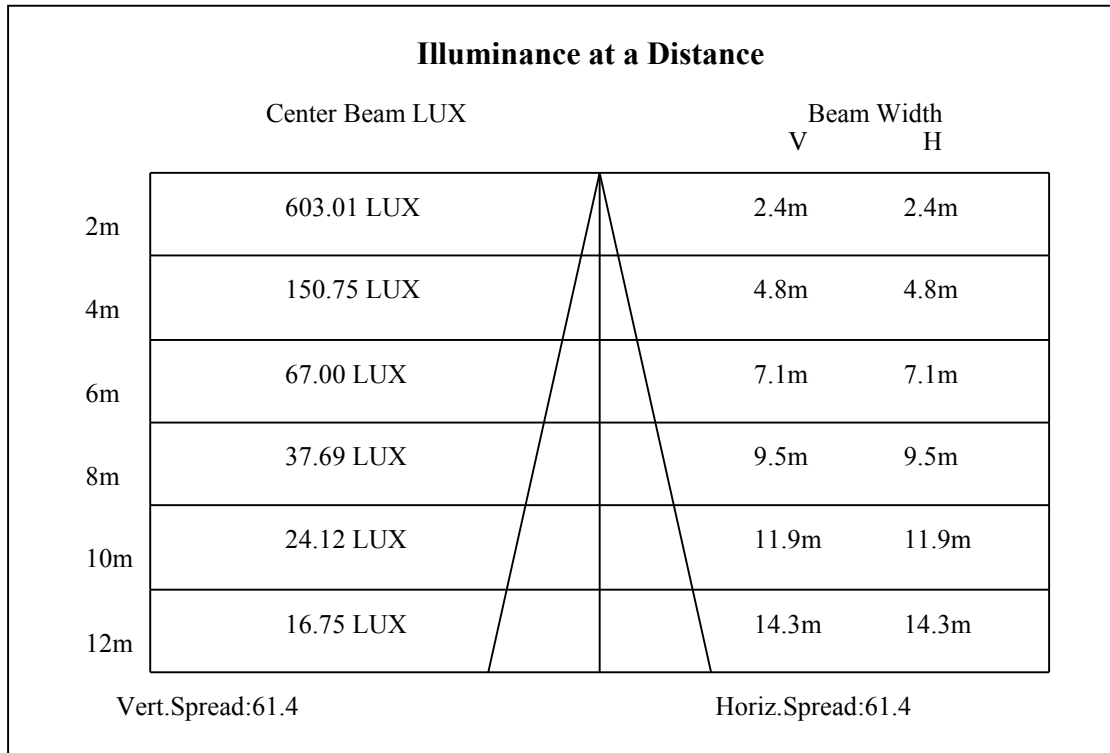 Illuminance at a Distance
Center Beam LUX Beam Width
V H
2m 603.01 LUX 2.4m 2.4m
4m 150.75 LUX 4.8m 4.8m
6m 67.00 LUX 7.1m 7.1m
8m 37.69 LUX 9.5m 9.5m
10m 24.12 LUX 11.9m 11.9m
12m 16.75 LUX 14.3m 14.3m
Vert.Spread:61.4 Horiz.Spread:61.4